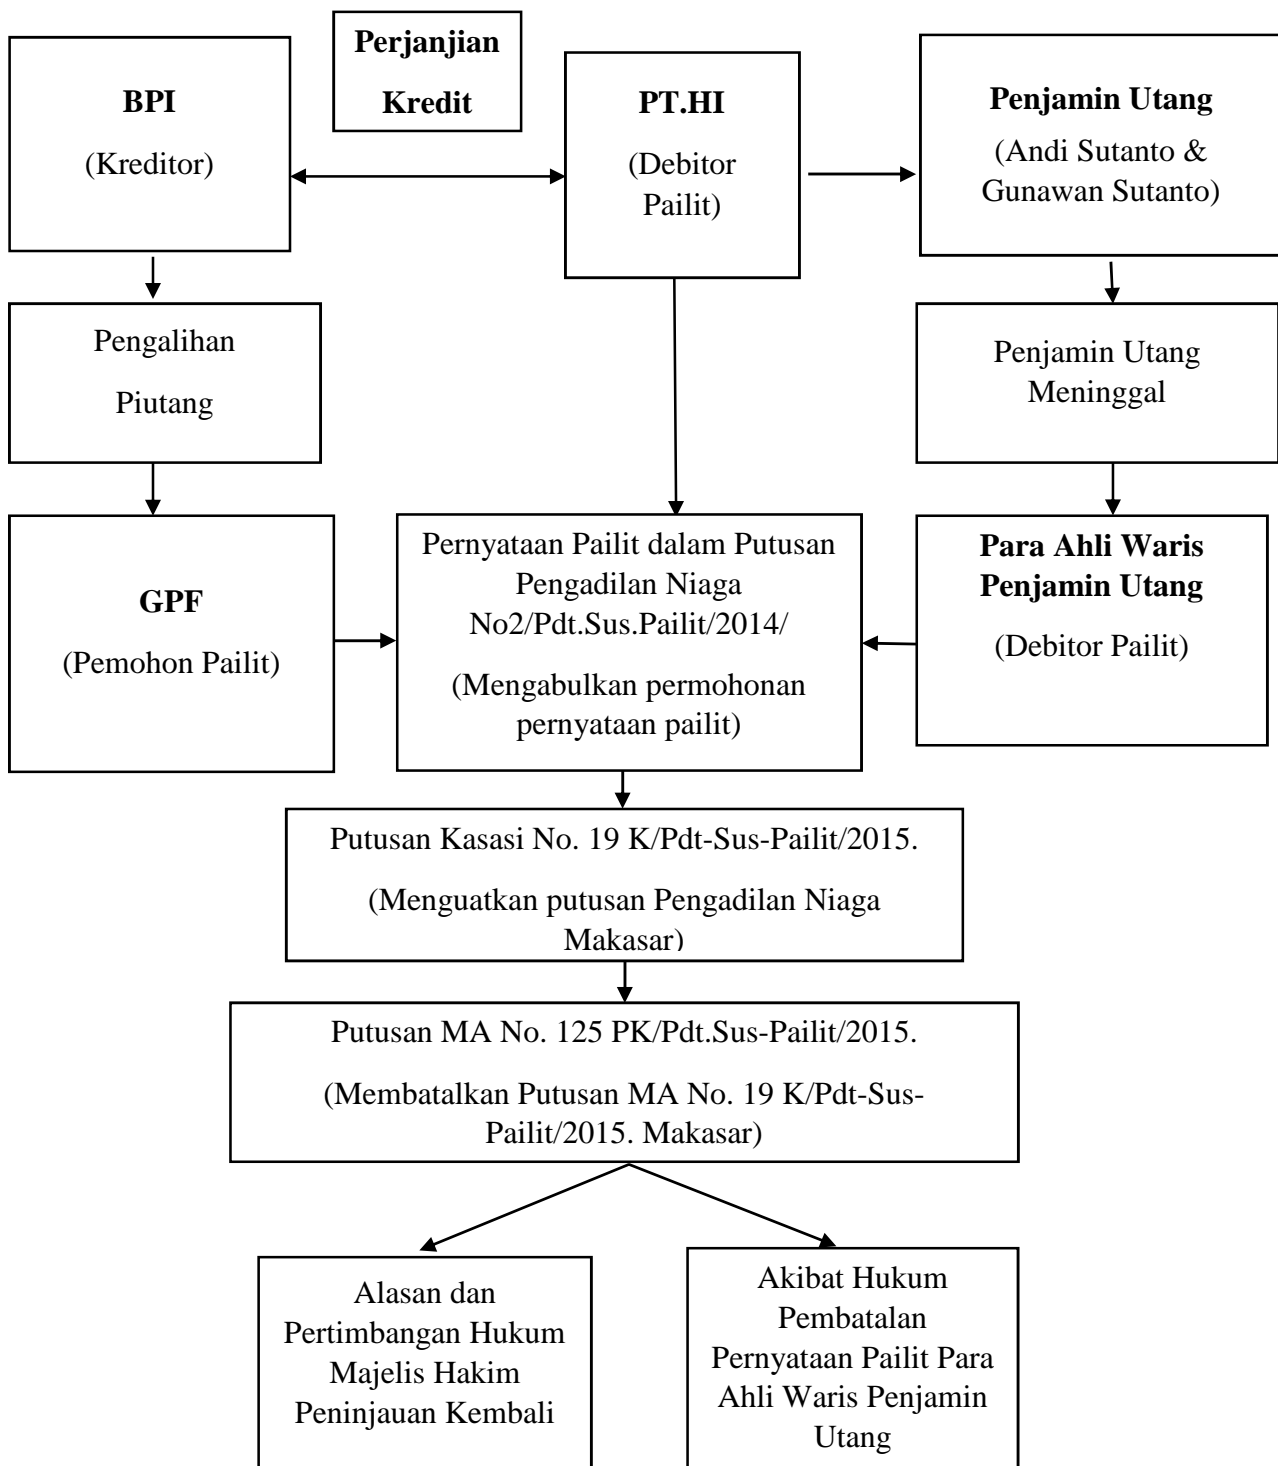 Perjanjian
Kredit
BPI
(Kreditor)
PT.HI
(Debitor
Pailit)
Penjamin Utang
(Andi Sutanto &
Gunawan Sutanto)
Pengalihan
Piutang
Penjamin Utang
Meninggal
GPF
(Pemohon Pailit)
Pernyataan Pailit dalam Putusan
Pengadilan Niaga
No2/Pdt.Sus.Pailit/2014/
(Mengabulkan permohonan
pernyataan pailit)
Para Ahli Waris
Penjamin Utang
(Debitor Pailit)
Putusan Kasasi No. 19 K/Pdt-Sus-Pailit/2015.
(Menguatkan putusan Pengadilan Niaga
Makasar)
Putusan MA No. 125 PK/Pdt.Sus-Pailit/2015.
(Membatalkan Putusan MA No. 19 K/Pdt-Sus-
Pailit/2015. Makasar)
Alasan dan
Pertimbangan Hukum
Majelis Hakim
Peninjauan Kembali
Akibat Hukum
Pembatalan
Pernyataan Pailit Para
Ahli Waris Penjamin
Utang